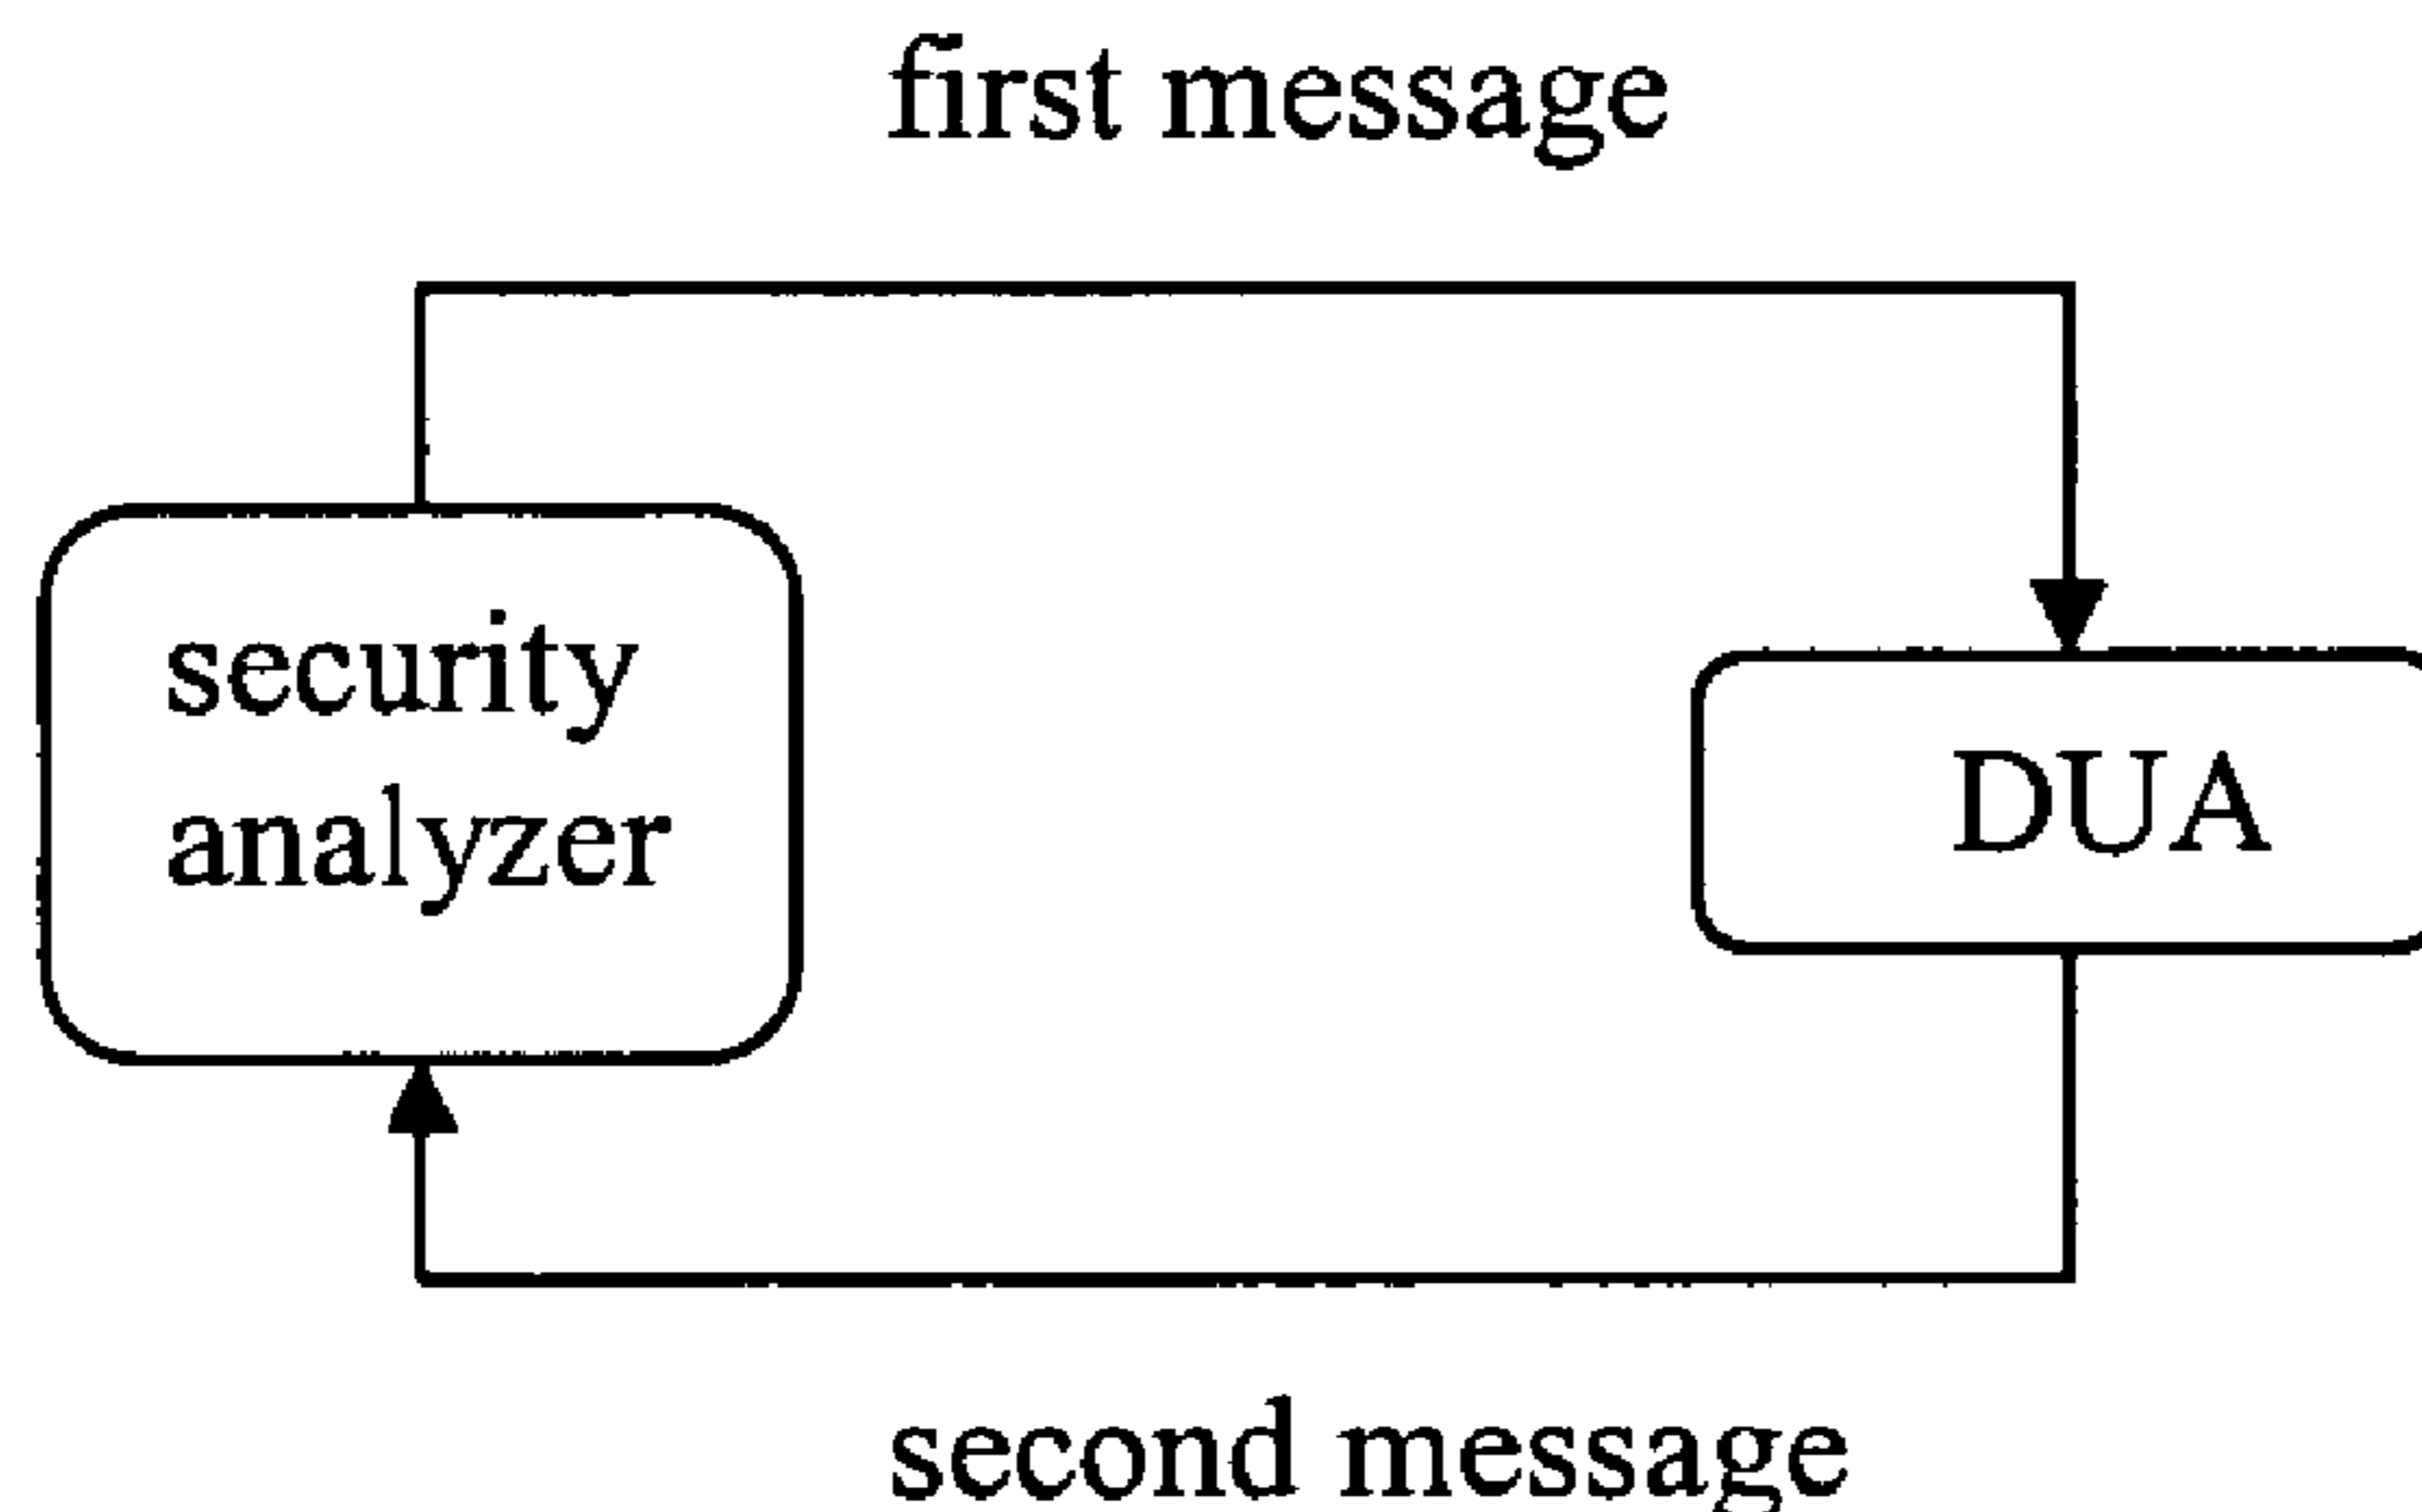 first message
security
analyzer
DUA
second message